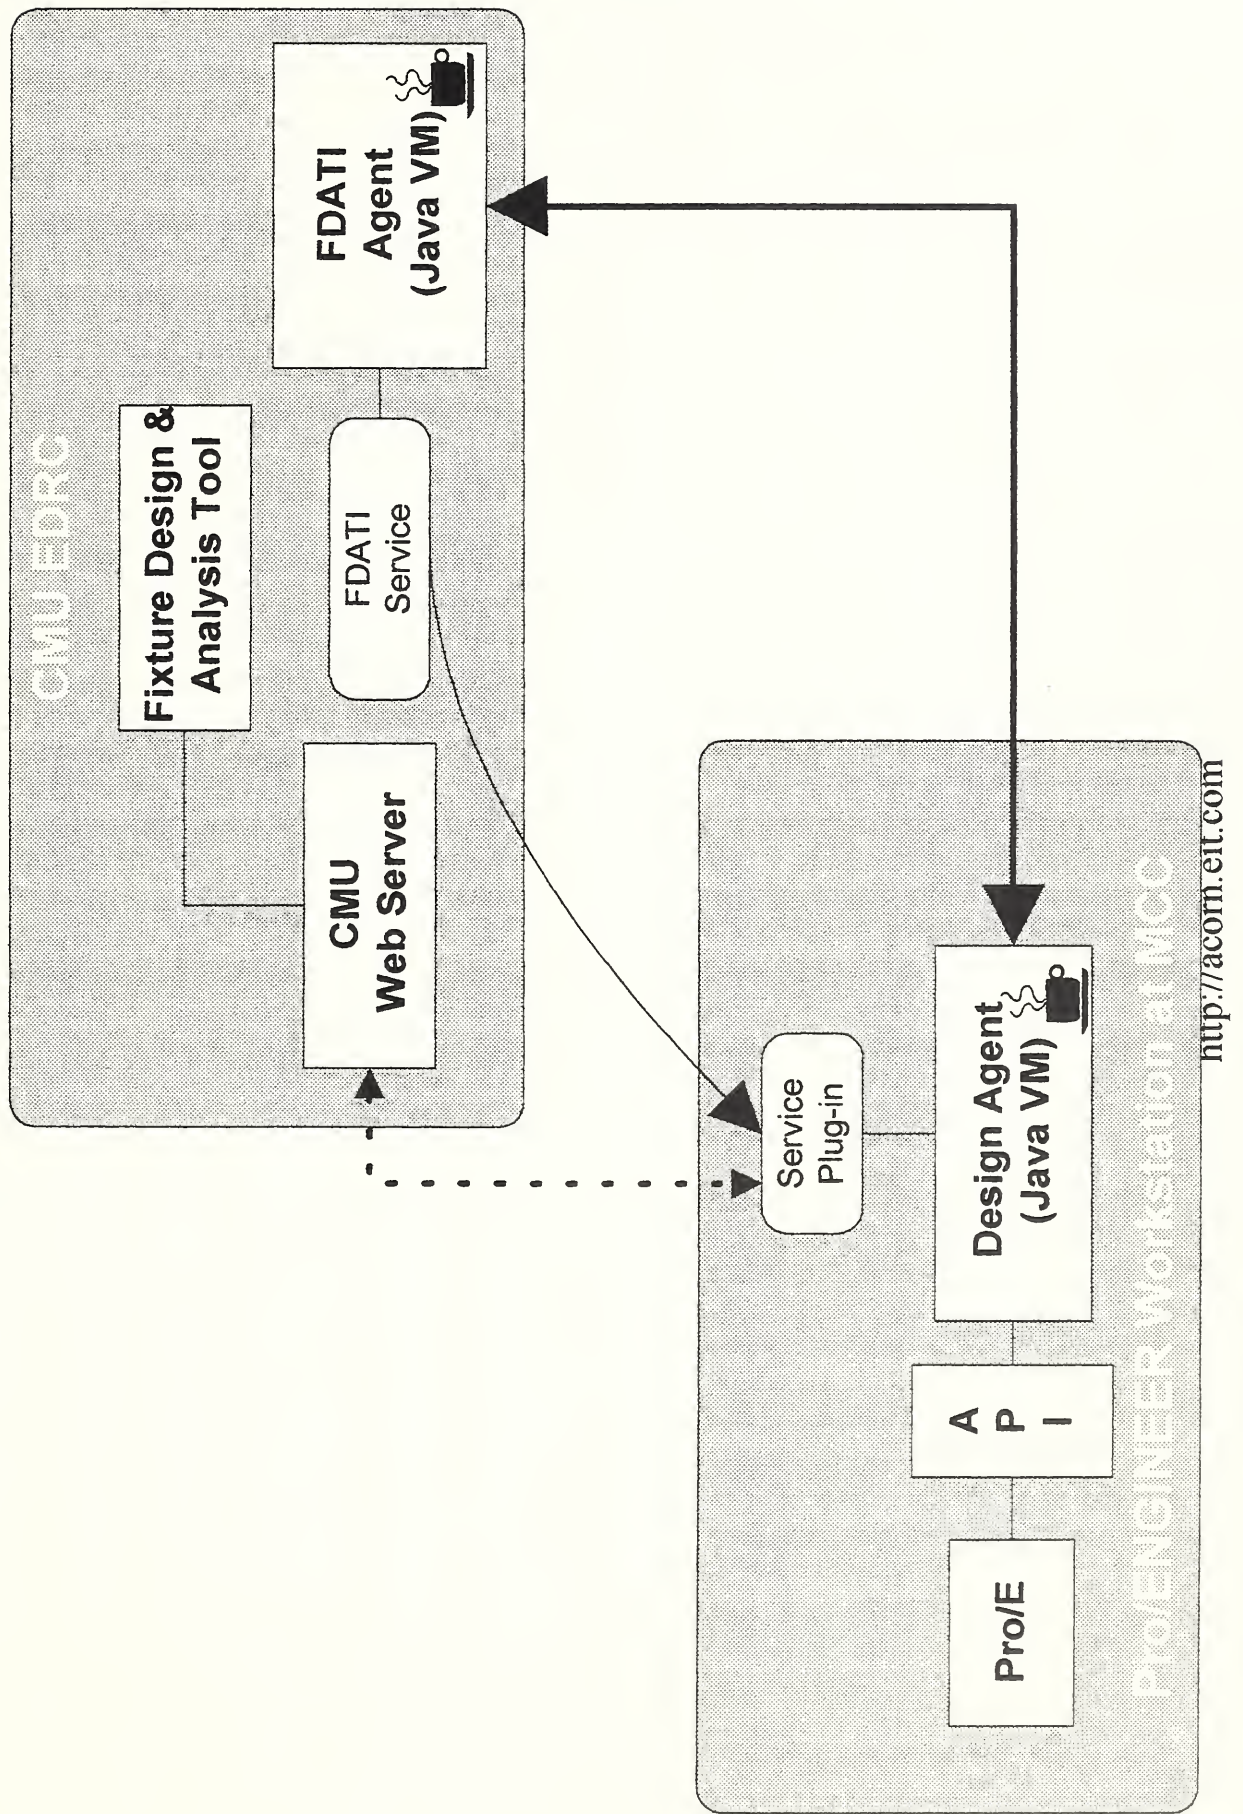 CMU EDRC
Fixture Design &
Analysis Tool
CMU
Web Server
FDATI
Service
FDATI
Agent
(Java VM)
Service
Plug-in
Pro/E
A
P
I
Design Agent
(Java VM)
Pro/ENGINEER Workstation at MCC
http://acorn.eit.com